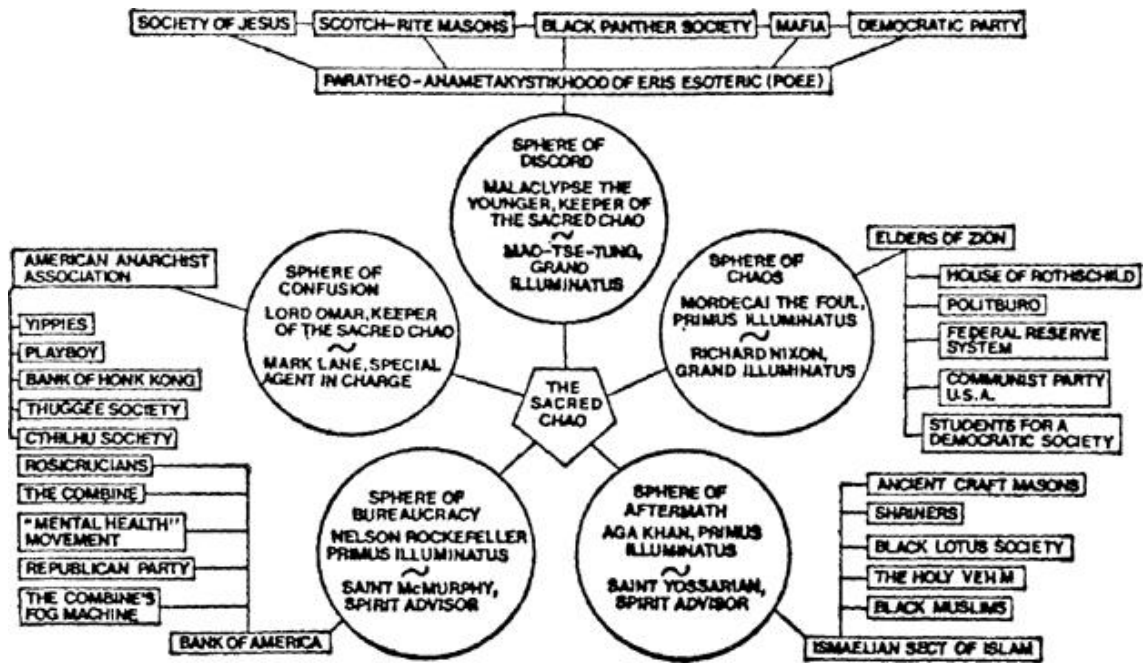 SOCIETY OF JESUS
SCOTCH-RITE MASONS
BLACK PANTHER SOCIETY
MAFIA
DEMOCRATIC PARTY
PARATHEO-ANAMETAKYSTIKHOOD OF ERIS ESOTERIC (POEE)
SPHERE OF
DISCORD
MALACLYPSE THE
YOUNGER, KEEPER OF
THE SACRED CHAO
~
MAO-TSE-TUNG,
GRAND
ILLUMINATUS
AMERICAN ANARCHIST
ASSOCIATION
YIPPIES
PLAYBOY
BANK OF HONK KONG
THUGGEE SOCIETY
CTHILHU SOCIETY
SPHERE OF
CONFUSION
LORD OMAR, KEEPER
OF THE SACRED CHAO
~
MARK LANE, SPECIAL
AGENT IN CHARGE
SPHERE OF
CHAOS
MORDECAI THE FOUL,
PRIMUS ILLUMINATUS
~
RICHARD NIXON,
GRAND ILLUMINATUS
ELDERS OF ZION
HOUSE OF ROTHSCHILD
POLITBURO
FEDERAL RESERVE
SYSTEM
COMMUNIST PARTY
U.S.A.
STUDENTS FOR A
DEMOCRATIC SOCIETY
THE
SACRED
CHAO
ROSICRUCIANS
THE COMBINE
"MENTAL HEALTH"
MOVEMENT
REPUBLICAN PARTY
THE COMBINE'S
FOG MACHINE
BANK OF AMERICA
SPHERE OF
BUREAUCRACY
NELSON ROCKEFELLER
PRIMUS ILLUMINATUS
~
SAINT McMURPHY,
SPIRIT ADVISOR
SPHERE OF
AFTERMATH
AGA KHAN, PRIMUS
ILLUMINATUS
~
SAINT YOSSARIAN,
SPIRIT ADVISOR
ANCIENT CRAFT MASONS
SHRINERS
BLACK LOTUS SOCIETY
THE HOLY VEHM
BLACK MUSLIMS
ISMAELIAN SECT OF ISLAM